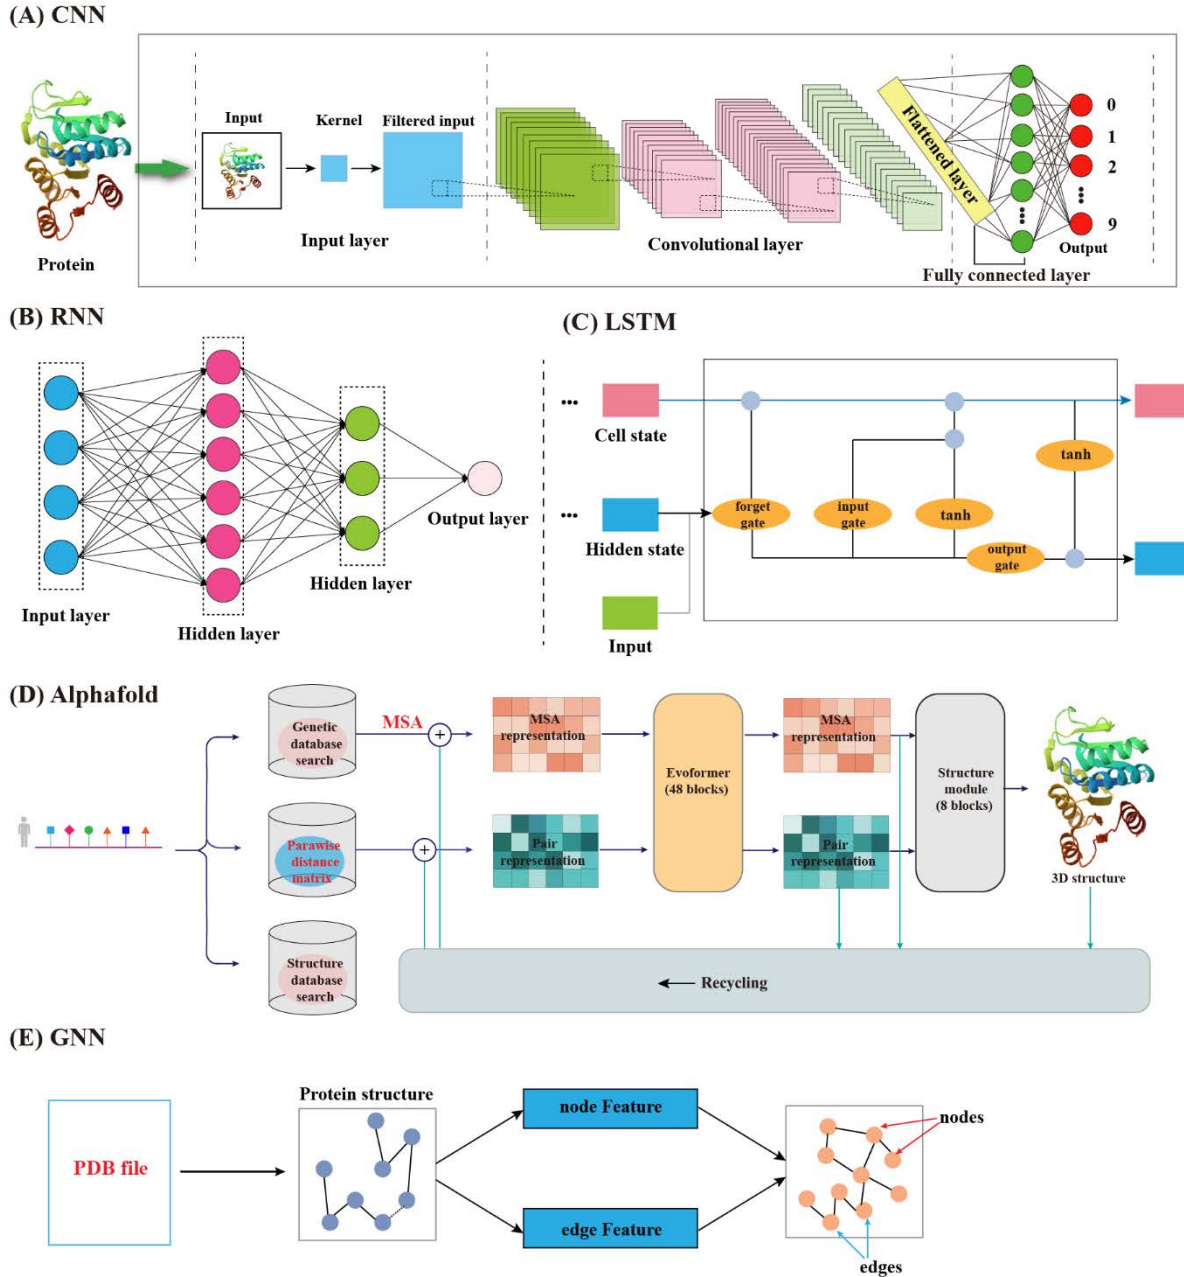 (A) CNN
Input
Kernel
Filtered input
Flattened layer
0
1
2
9
Output
Input layer
Convolutional layer
Fully connected layer
Protein
(B) RNN
Input layer
Hidden layer
Hidden layer
Output layer
(C) LSTM
...
Cell state
...
Hidden state
Input
forget
gate
input
gate
tanh
tanh
output
gate
(D) Alphafold
Genetic
database
search
MSA
+
MSA
representation
Parawise
distance
matrix
+
Pair
representation
Evoformer
(48 blocks)
MSA
representation
Pair
representation
Structure
module
(8 blocks)
3D structure
Structure
database
search
Recycling
(E) GNN
PDB file
Protein structure
node Feature
edge Feature
nodes
edges